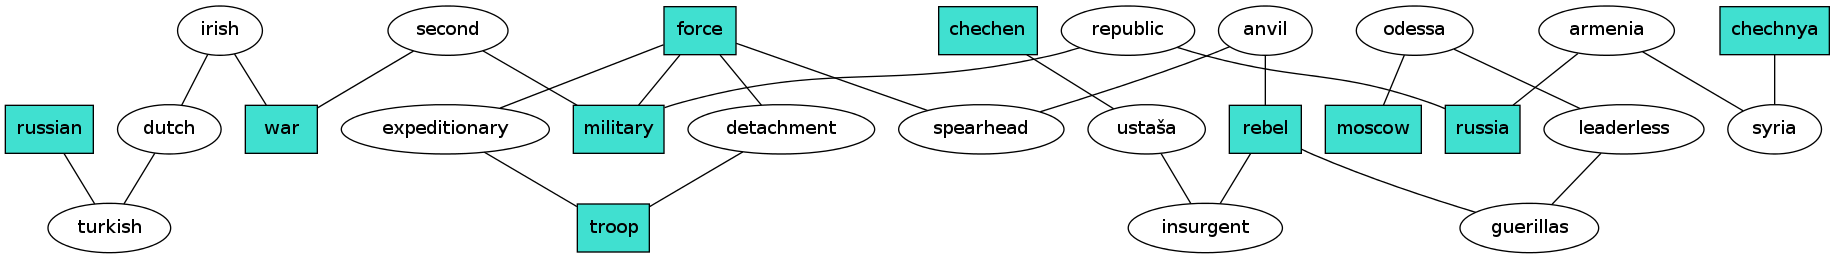 irish second force chechen republic anvil odessa armenia chechnya
russian dutch war expeditionary military detachment spearhead ustaša rebel moscow russia leaderless syria
turkish troop insurgent guerillas